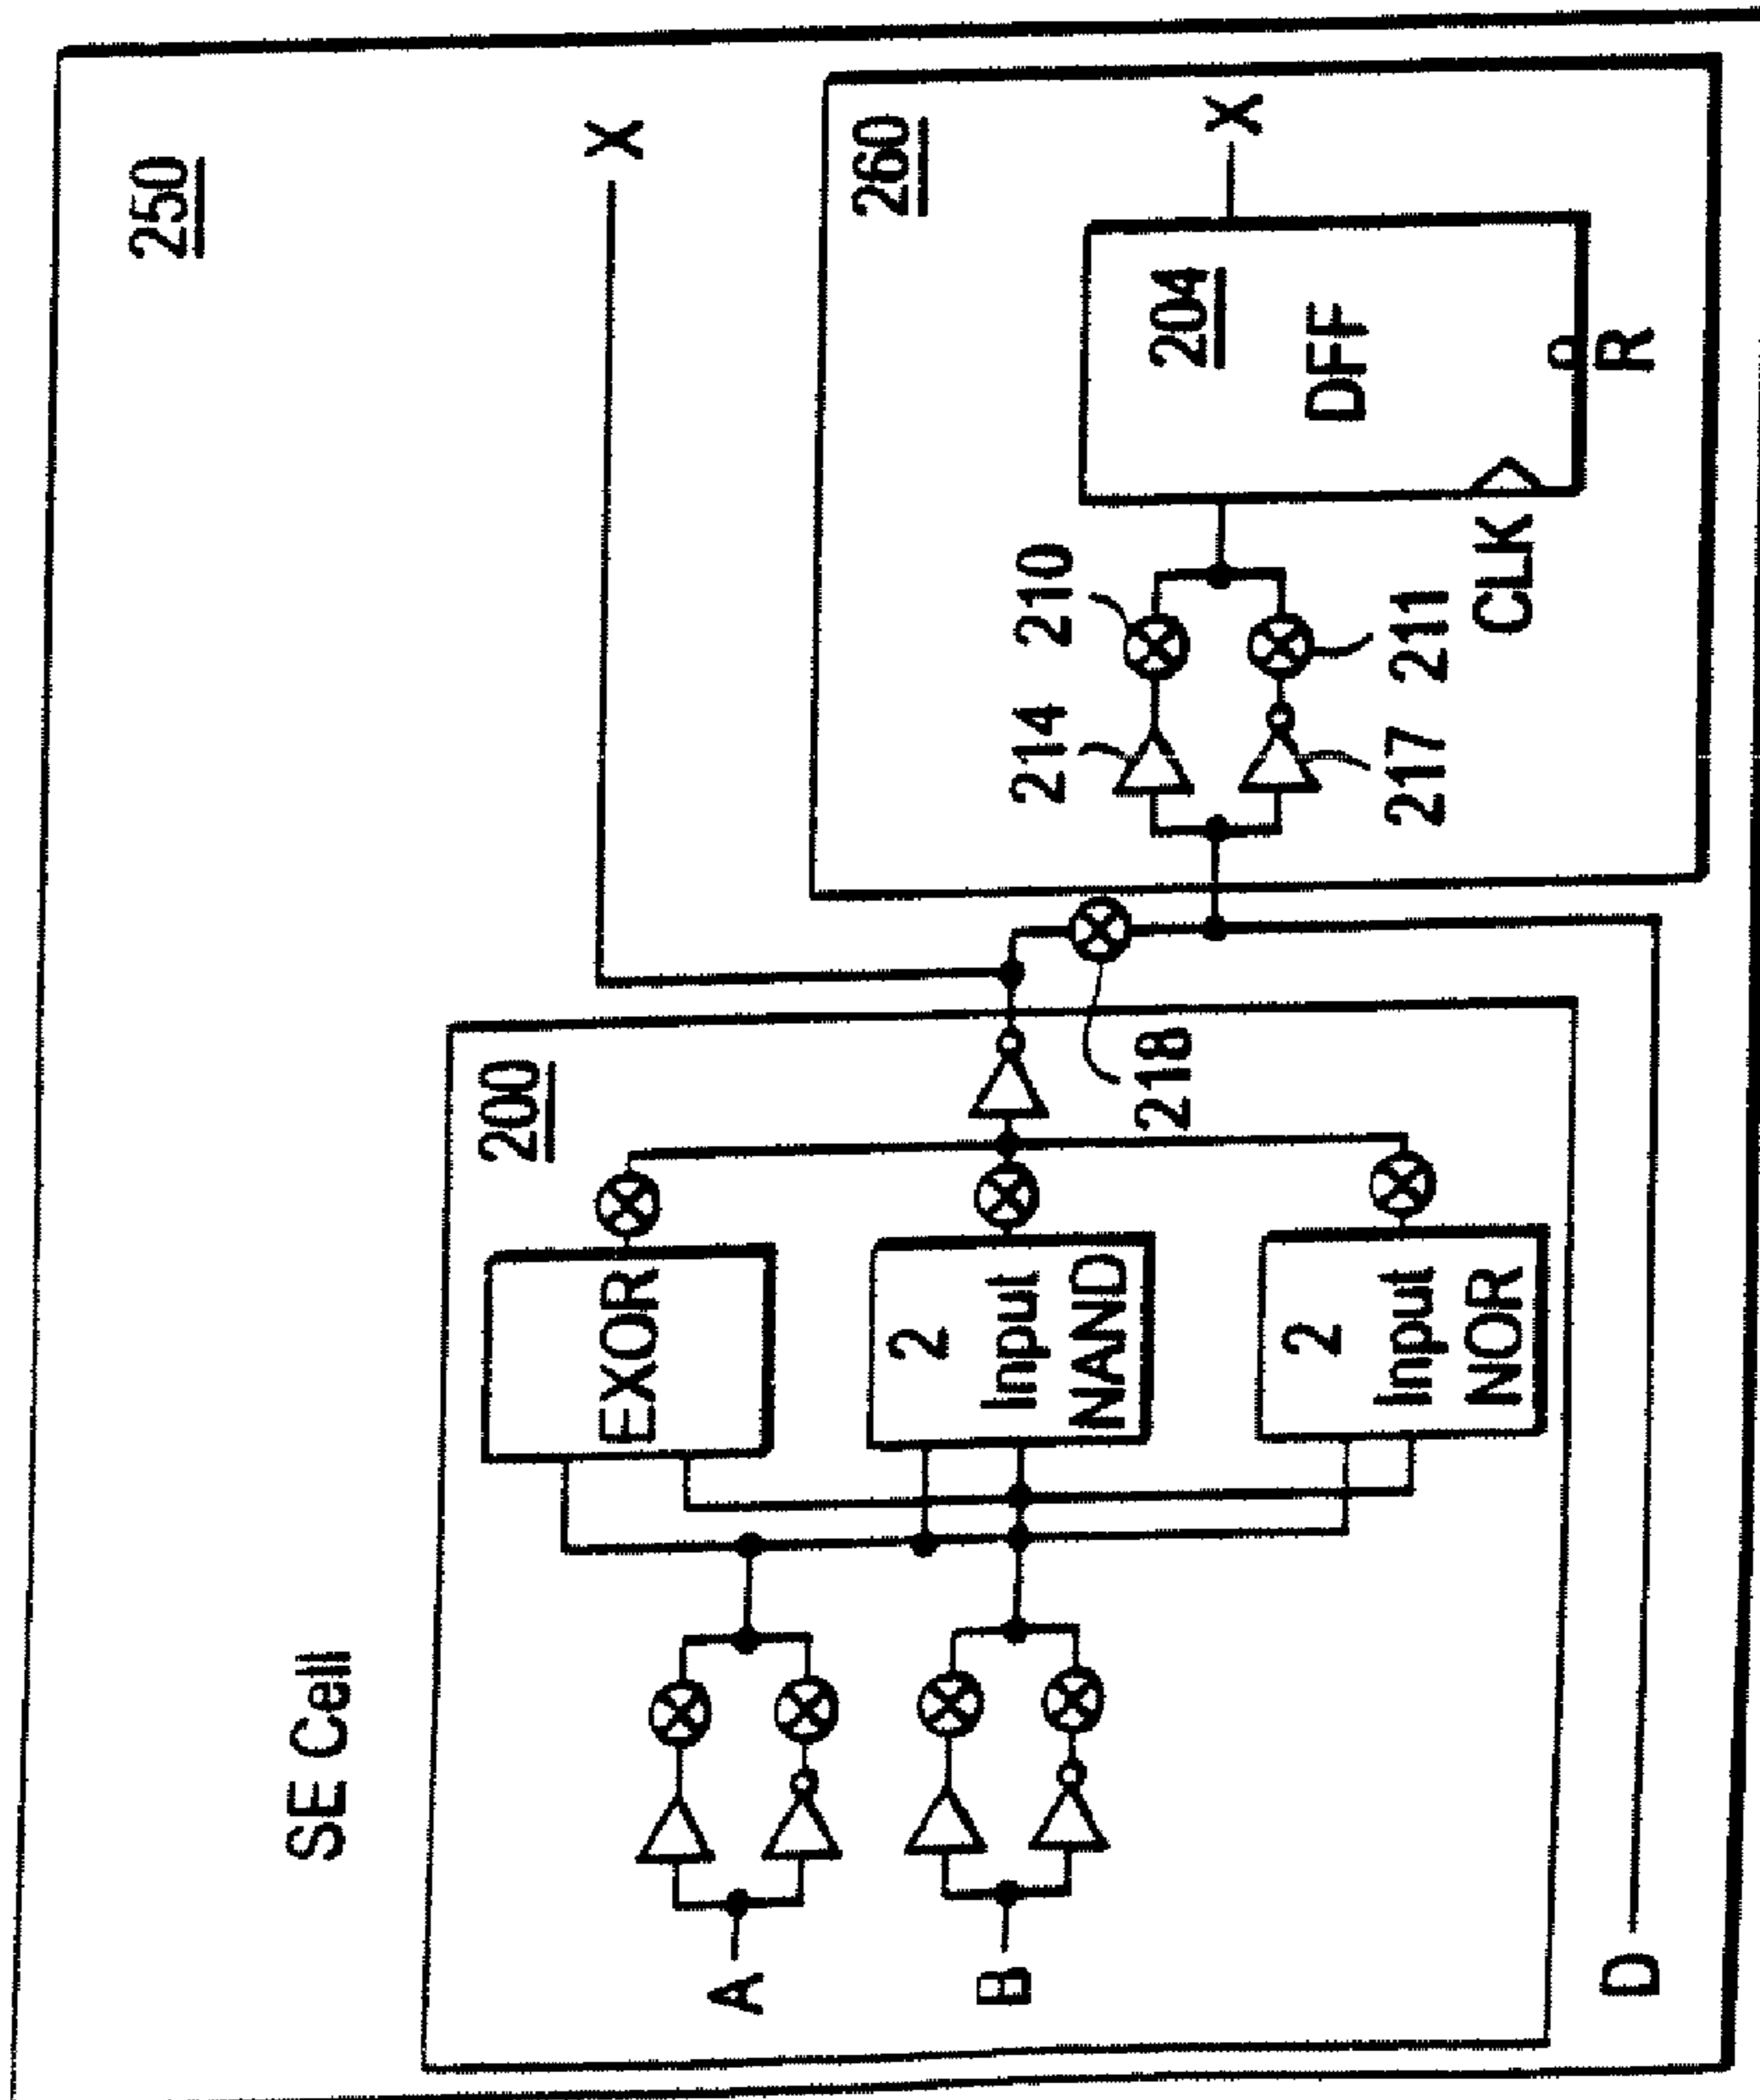 SE Cell
250
200
A
B
D
EXOR
2
Input
NAND
2
Input
NOR
218
X
260
214
210
217
211
204
DFF
CLK
R
X